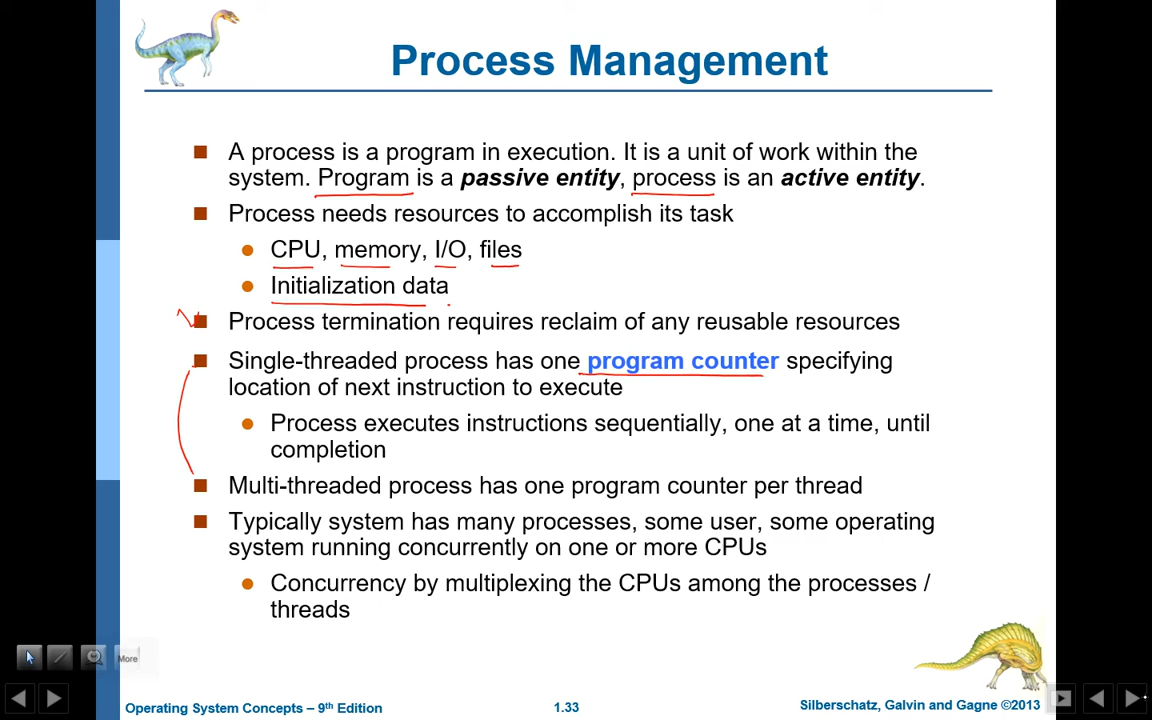 Process Management
A process is a program in execution. It is a unit of work within the
system. Program is a passive entity, process is an active entity.
Process needs resources to accomplish its task
CPU, memory, I/O, files
Initialization data
Process termination requires reclaim of any reusable resources
Single-threaded process has one program counter specifying
location of next instruction to execute
Process executes instructions sequentially, one at a time, until
completion
Multi-threaded process has one program counter per thread
Typically system has many processes, some user, some operating
system running concurrently on one or more CPUs
Concurrency by multiplexing the CPUs among the processes /
threads
More
Operating System Concepts – 9th Edition
1.33
Silberschatz, Galvin and Gagne ©2013